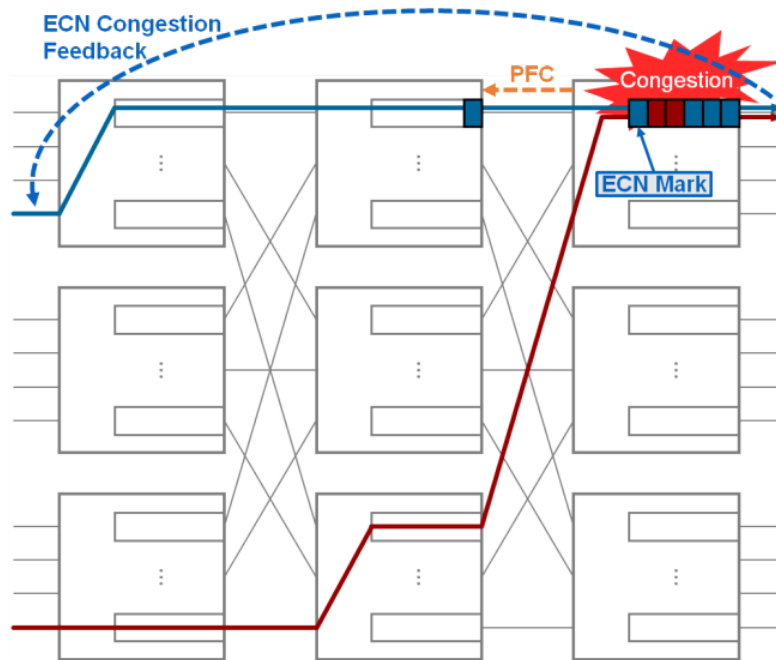 ECN Congestion
Feedback
PFC
Congestion
ECN Mark